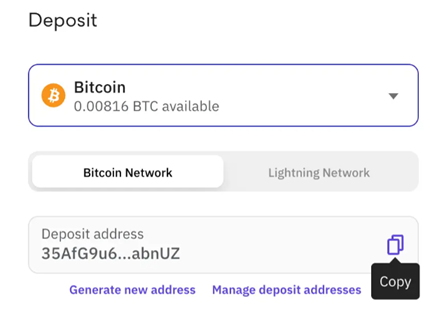 Deposit
Bitcoin
0.00816 BTC available
Bitcoin Network
Lightning Network
Deposit address
35AfG9u6...abnUZ
Copy
Generate new address
Manage deposit addresses